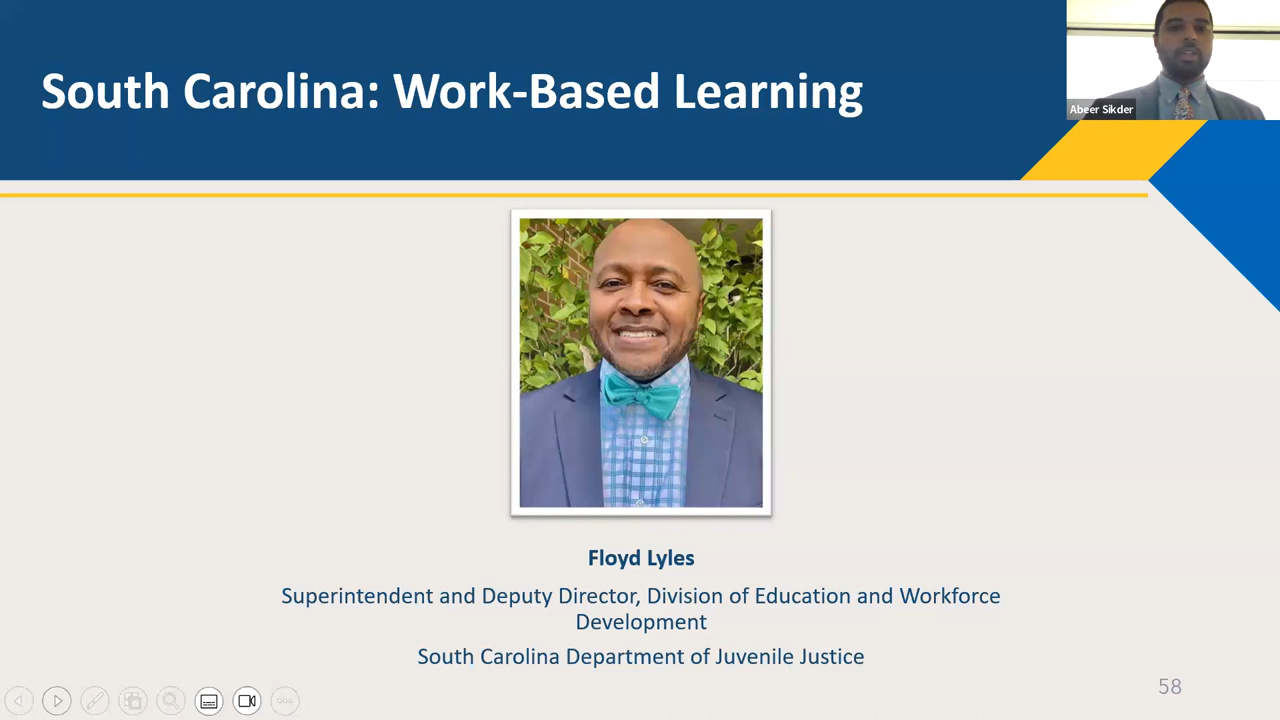 South Carolina: Work-Based Learning
Abeer Sikder
Floyd Lyles
Superintendent and Deputy Director, Division of Education and Workforce
Development
South Carolina Department of Juvenile Justice
58